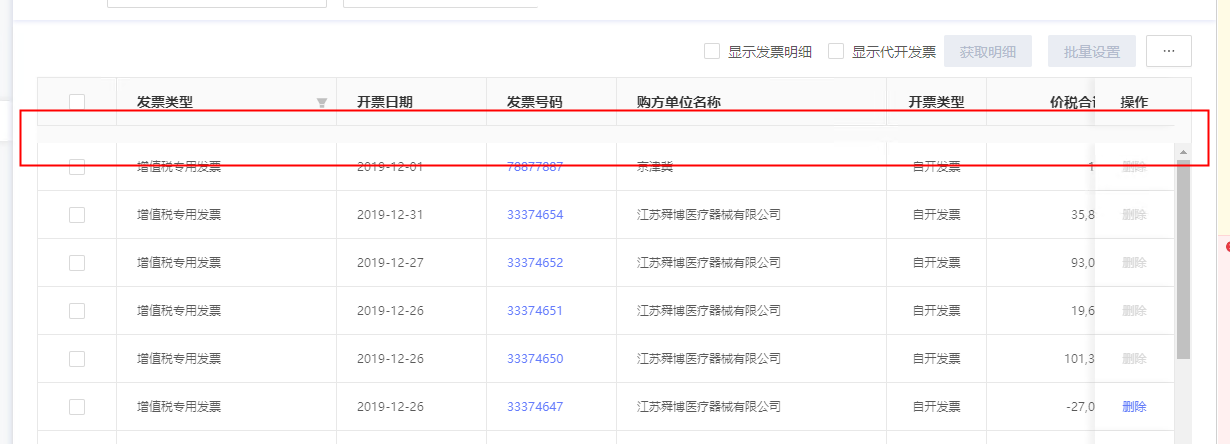 显示发票明细 显示代开发票 获取明细 批量设置 ...
发票类型 开票日期 发票号码 购方单位名称 开票类型 价税合计 操作
增值税专用发票 2019-12-01 78877887 京津冀 自开发票 1 删除
增值税专用发票 2019-12-31 33374654 江苏舜博医疗器械有限公司 自开发票 35,8 删除
增值税专用发票 2019-12-27 33374652 江苏舜博医疗器械有限公司 自开发票 93,0 删除
增值税专用发票 2019-12-26 33374651 江苏舜博医疗器械有限公司 自开发票 19,6 删除
增值税专用发票 2019-12-26 33374650 江苏舜博医疗器械有限公司 自开发票 101,3 删除
增值税专用发票 2019-12-26 33374647 江苏舜博医疗器械有限公司 自开发票 -27,0 删除